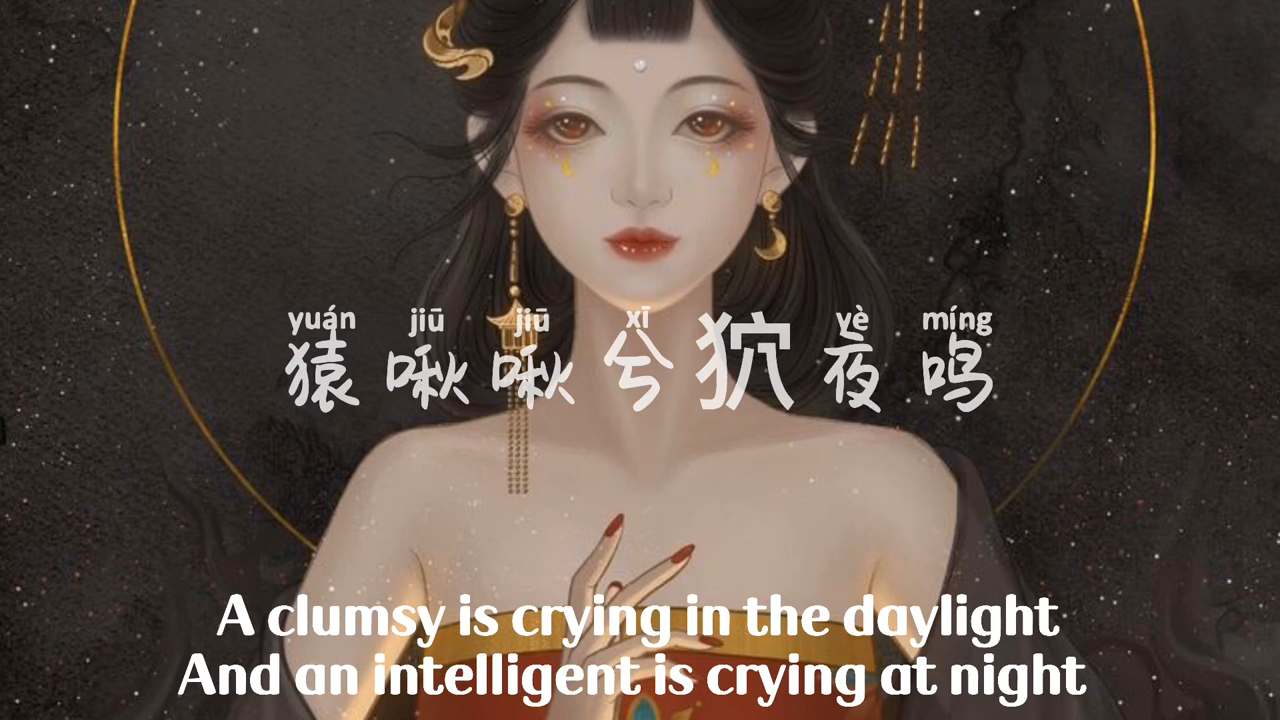 yuán jiū jiū xī yè míng
猿啾啾兮狖夜鸣
A clumsy is crying in the daylight
And an intelligent is crying at night